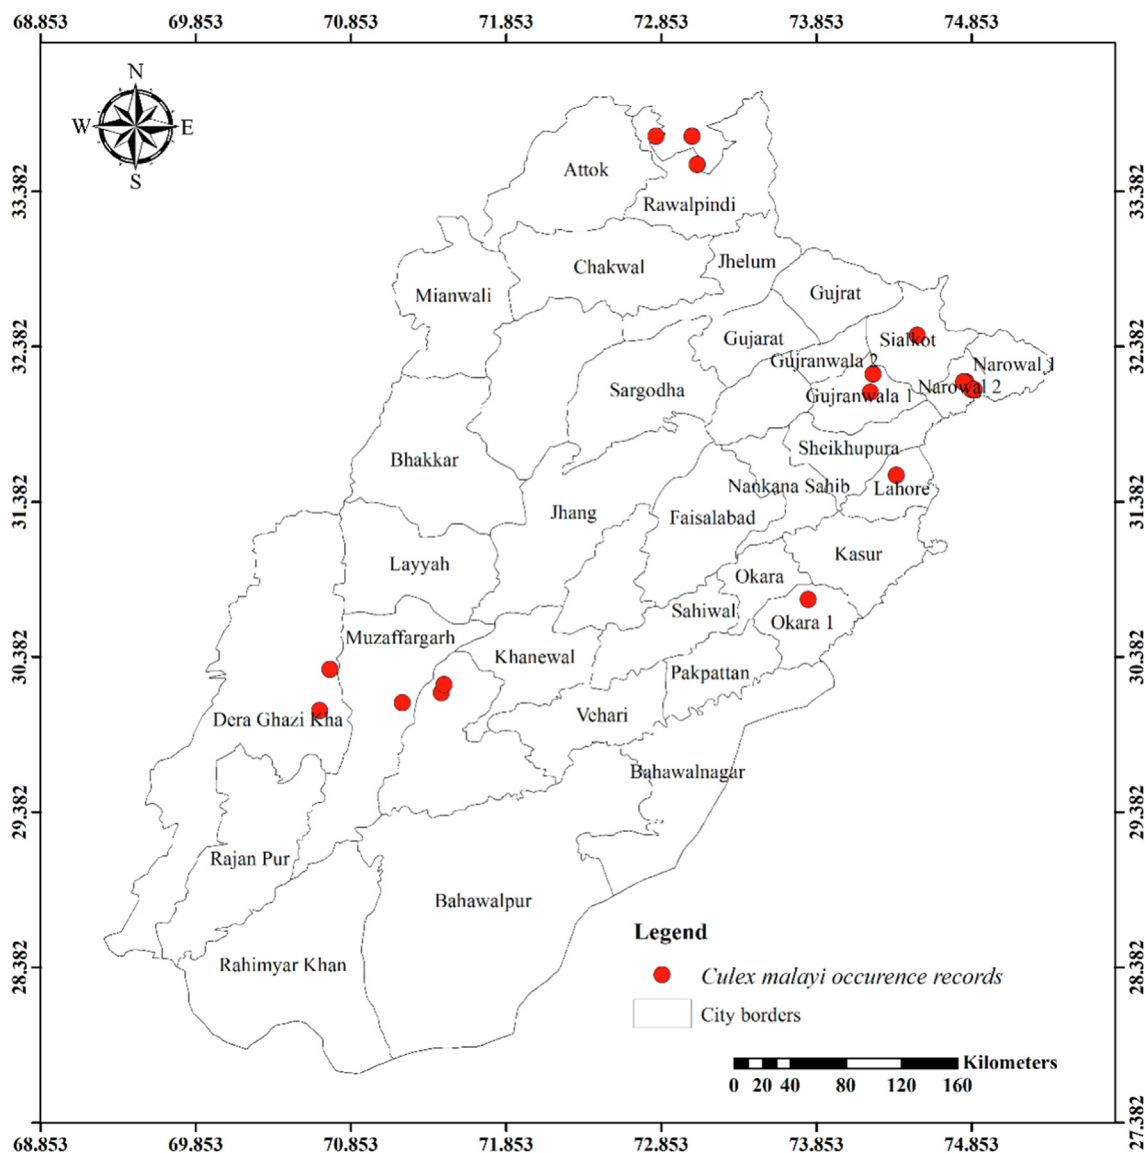 68.853 69.853 70.853 71.853 72.853 73.853 74.853
N
W E
S
33.382 33.382
32.382 32.382
31.382 31.382
30.382 30.382
29.382 29.382
28.382 28.382
27.382
Attok
Rawalpindi
Chakwal
Jhelum
Mianwali
Gujrat
Gujarat
Sialkot
Gujranwala 2
Narowal 1
Sargodha
Narowal 2
Gujranwala 1
Sheikhupura
Bhakkar
Nankana Sahib
Lahore
Jhang
Faisalabad
Kasur
Layyah
Okara
Sahiwal
Okara 1
Muzaffargarh
Khanewal
Pakpattan
Dera Ghazi Kha
Vehari
Bahawalnagar
Rajan Pur
Bahawalpur
Rahimyar Khan
Legend
Culex malayi occurence records
City borders
Kilometers
0 20 40 80 120 160
68.853 69.853 70.853 71.853 72.853 73.853 74.853